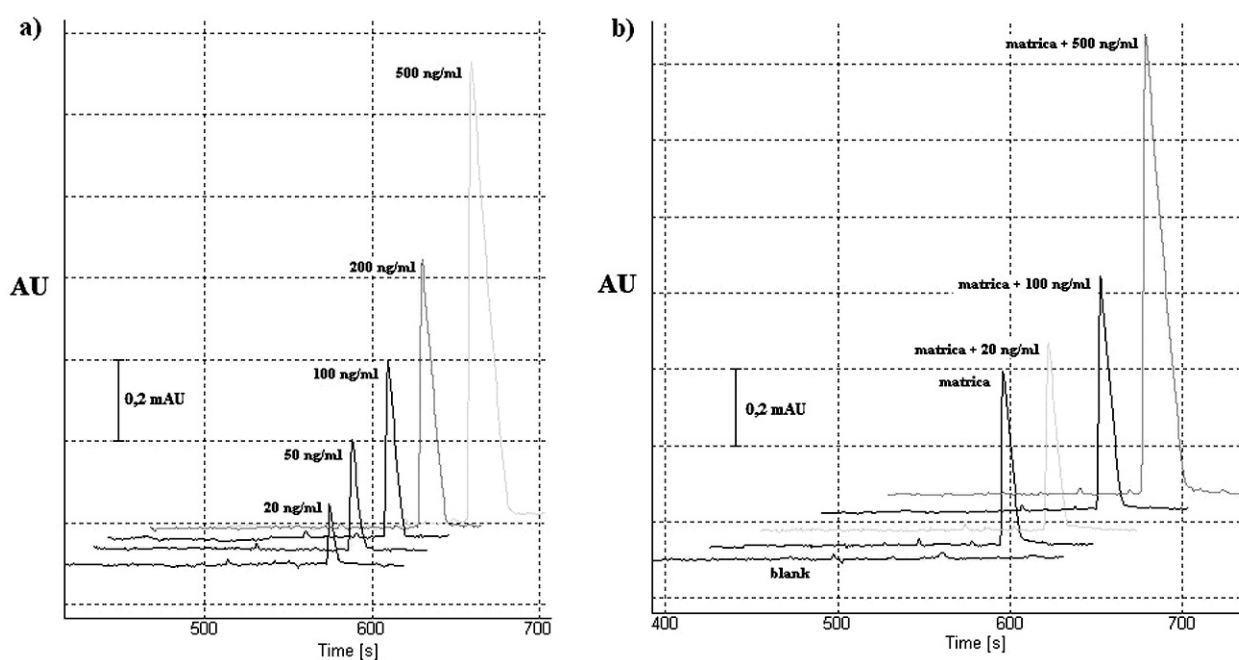 a)
500 ng/ml
200 ng/ml
AU
100 ng/ml
0,2 mAU
50 ng/ml
20 ng/ml
500
600
700
Time [s]
b)
matrica + 500 ng/ml
AU
matrica + 100 ng/ml
matrica + 20 ng/ml
matrica
0,2 mAU
blank
400
500
600
700
Time [s]